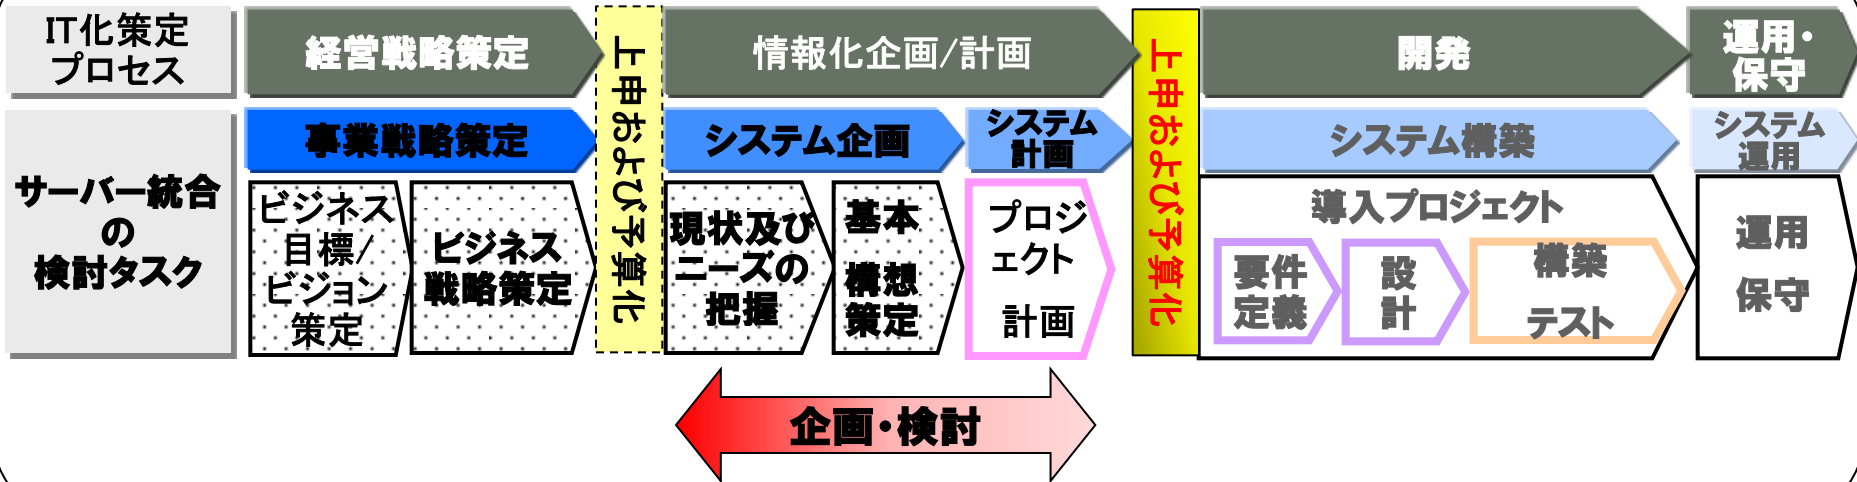 IT化策定
プロセス
経営戦略策定
上申および予算化
情報化企画/計画
上申および予算化
開発
運用・
保守
サーバー統合
の
検討タスク
事業戦略策定
システム企画
システム
計画
システム構築
システム
運用
ビジネス
目標/
ビジョン
策定
ビジネス
戦略策定
現状及び
ニーズの
把握
基本
構想
策定
プロジ
ェクト
計画
導入プロジェクト
要件
定義
設
計
構築
テスト
運用
保守
企画・検討